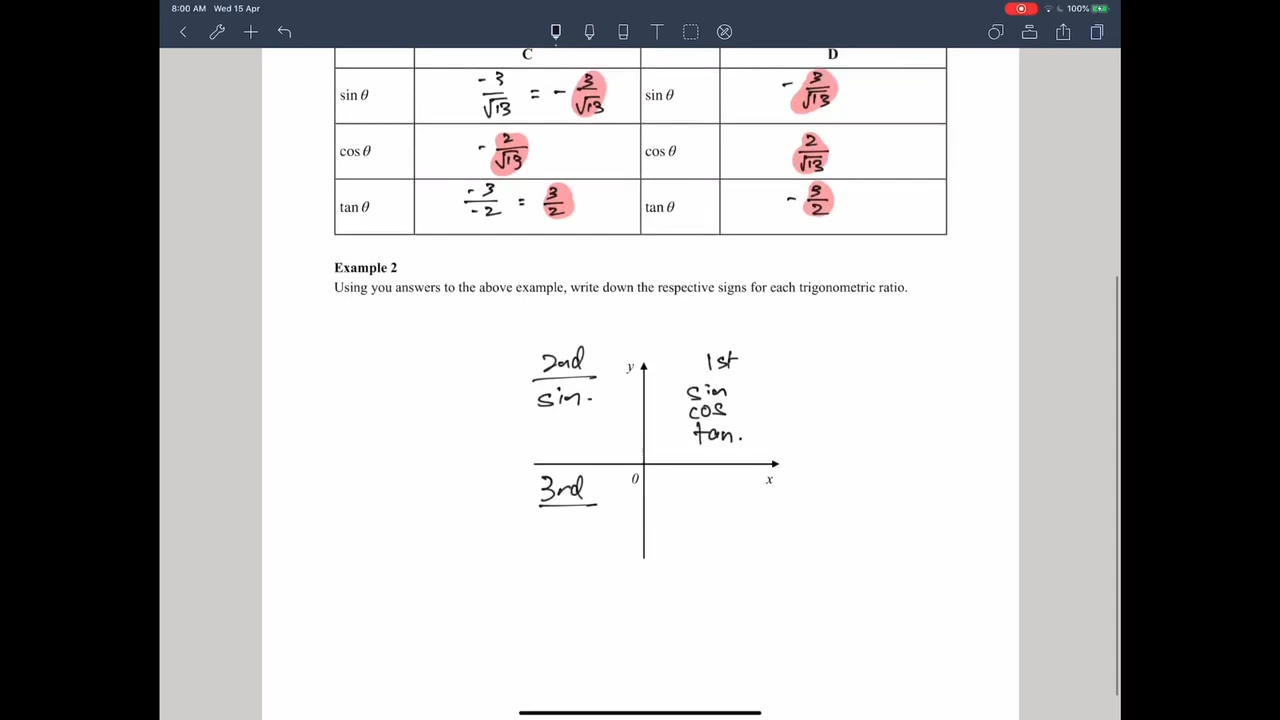 8:00 AM Wed 15 Apr
100%
C
D
sin θ
-3/√13 = - 3/√13
sin θ
- 3/√13
cos θ
- 2/√13
cos θ
2/√13
tan θ
-3/-2 = 3/2
tan θ
- 3/2
Example 2
Using you answers to the above example, write down the respective signs for each trigonometric ratio.
2nd
y
1st
sin.
sin
cos
tan.
3rd
0
x